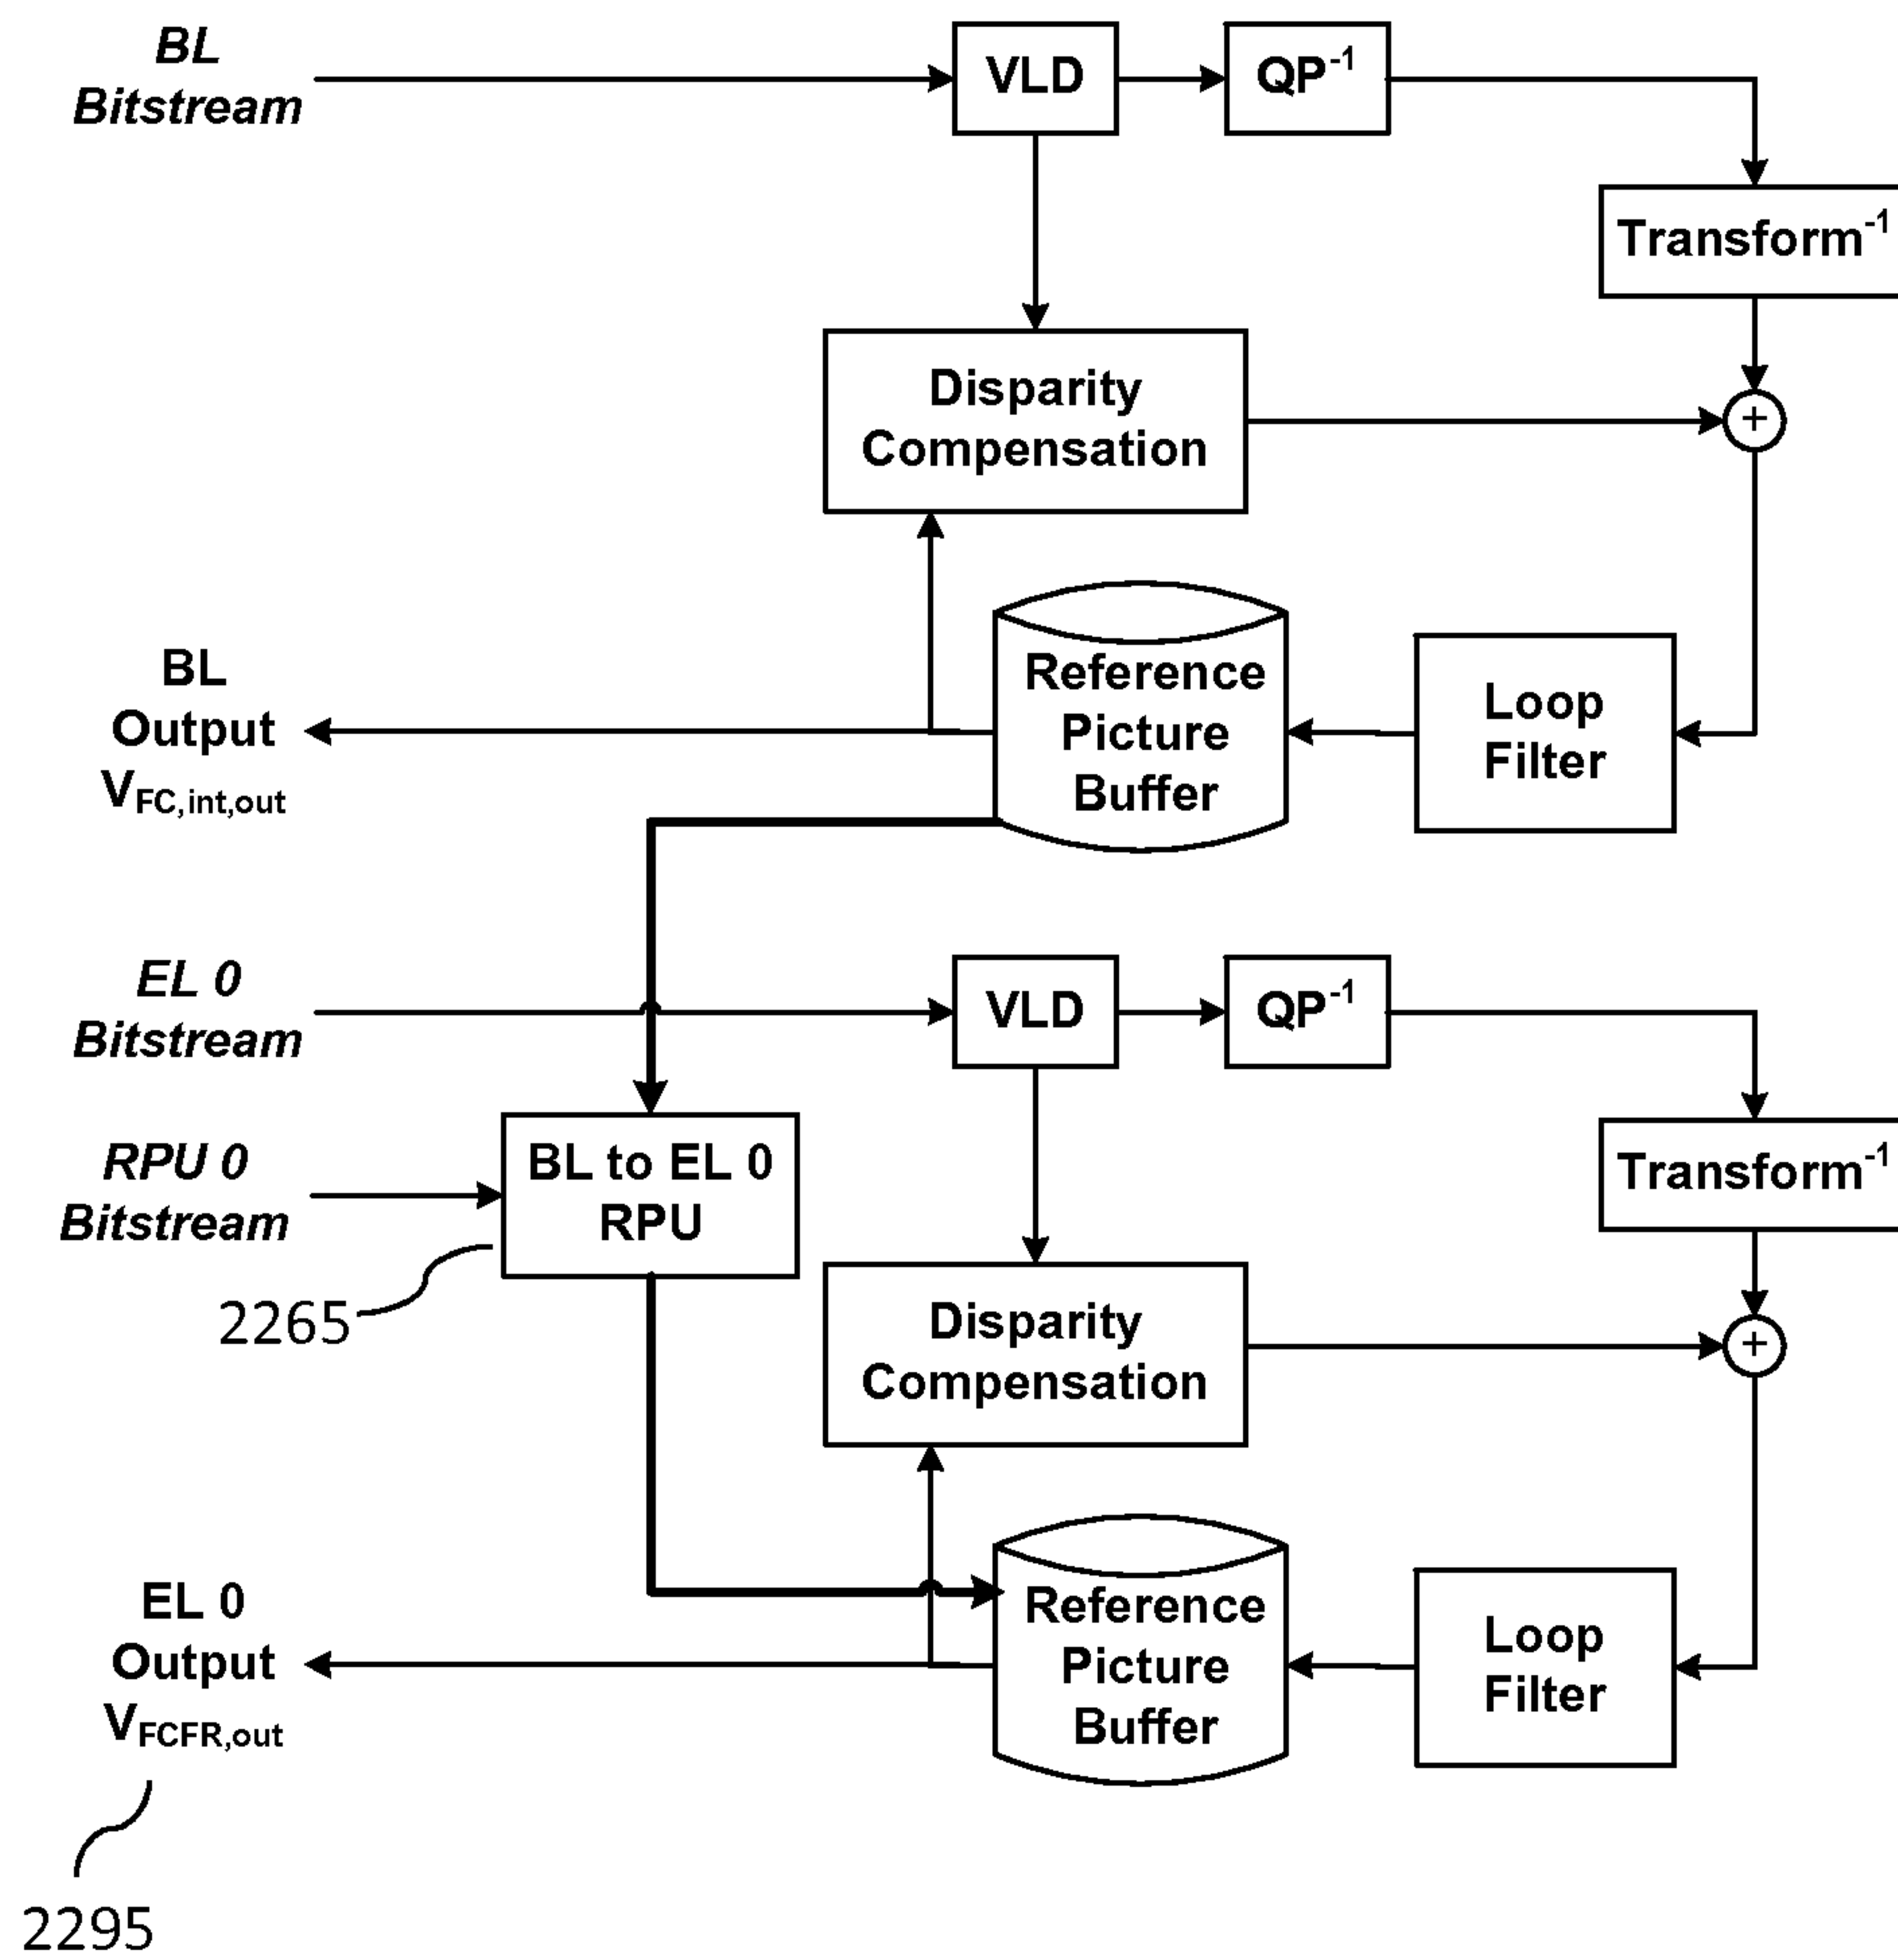 BL
Bitstream
VLD
QP-1
Transform-1
Disparity
Compensation
+
BL
Output
VFC,int,out
Reference
Picture
Buffer
Loop
Filter
EL 0
Bitstream
VLD
QP-1
RPU 0
Bitstream
BL to EL 0
RPU
Transform-1
2265
Disparity
Compensation
+
EL 0
Output
VFCFR,out
Reference
Picture
Buffer
Loop
Filter
2295